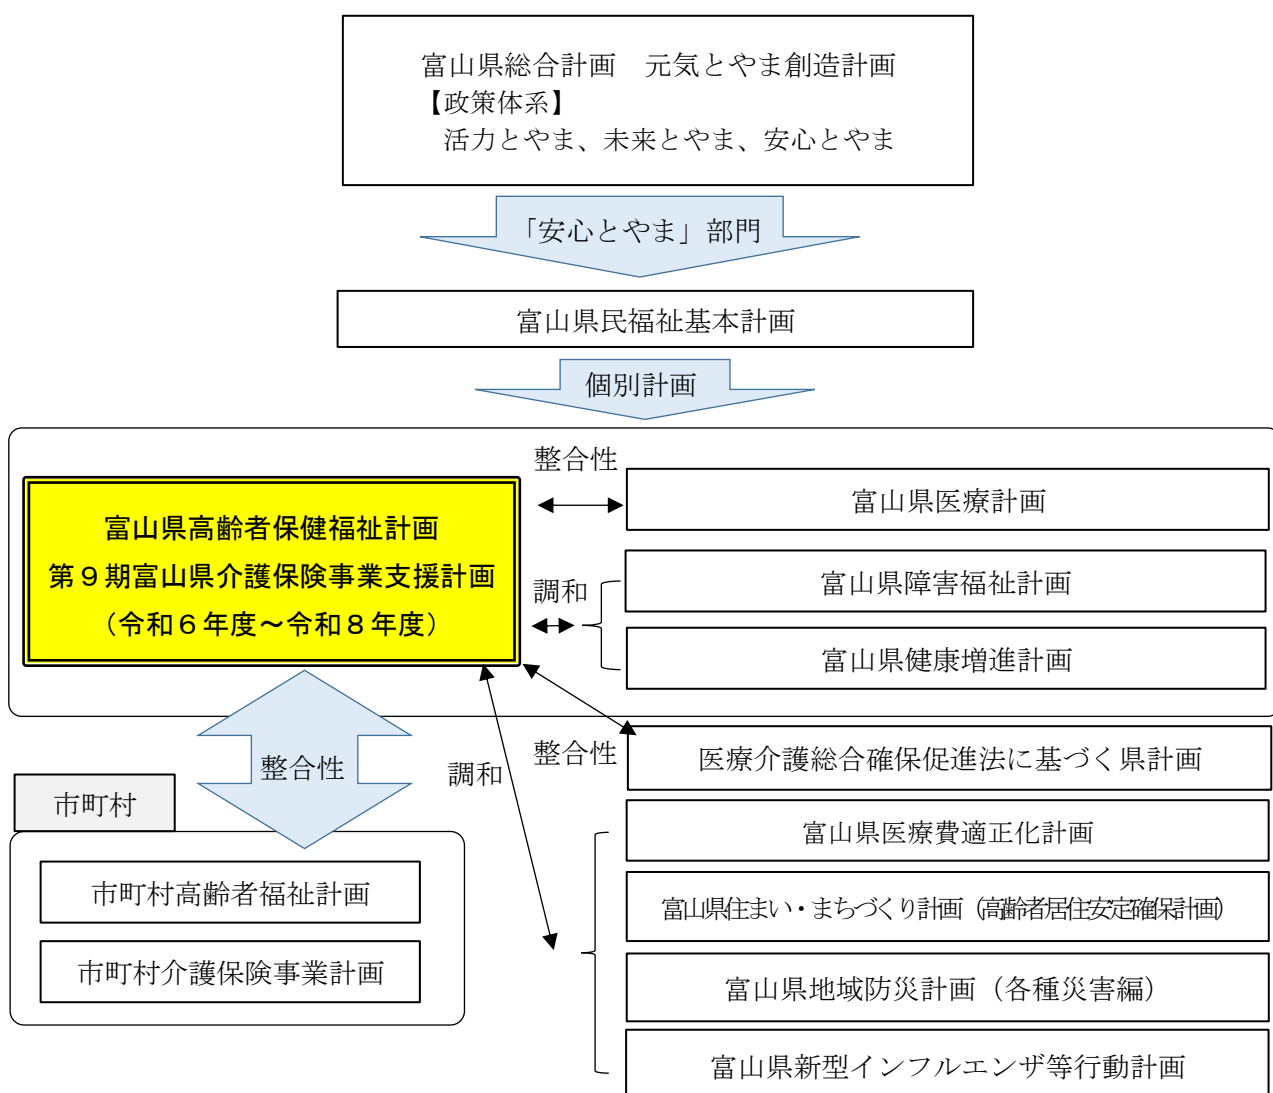 富山県総合計画　元気とやま創造計画
【政策体系】
活力とやま、未来とやま、安心とやま
「安心とやま」部門
富山県民福祉基本計画
個別計画
富山県高齢者保健福祉計画
第９期富山県介護保険事業支援計画
（令和６年度～令和８年度）
整合性
富山県医療計画
調和
富山県障害福祉計画
富山県健康増進計画
整合性
医療介護総合確保促進法に基づく県計画
調和
富山県医療費適正化計画
富山県住まい・まちづくり計画（高齢者居住安定確保計画）
富山県地域防災計画（各種災害編）
富山県新型インフルエンザ等行動計画
整合性
市町村
市町村高齢者福祉計画
市町村介護保険事業計画